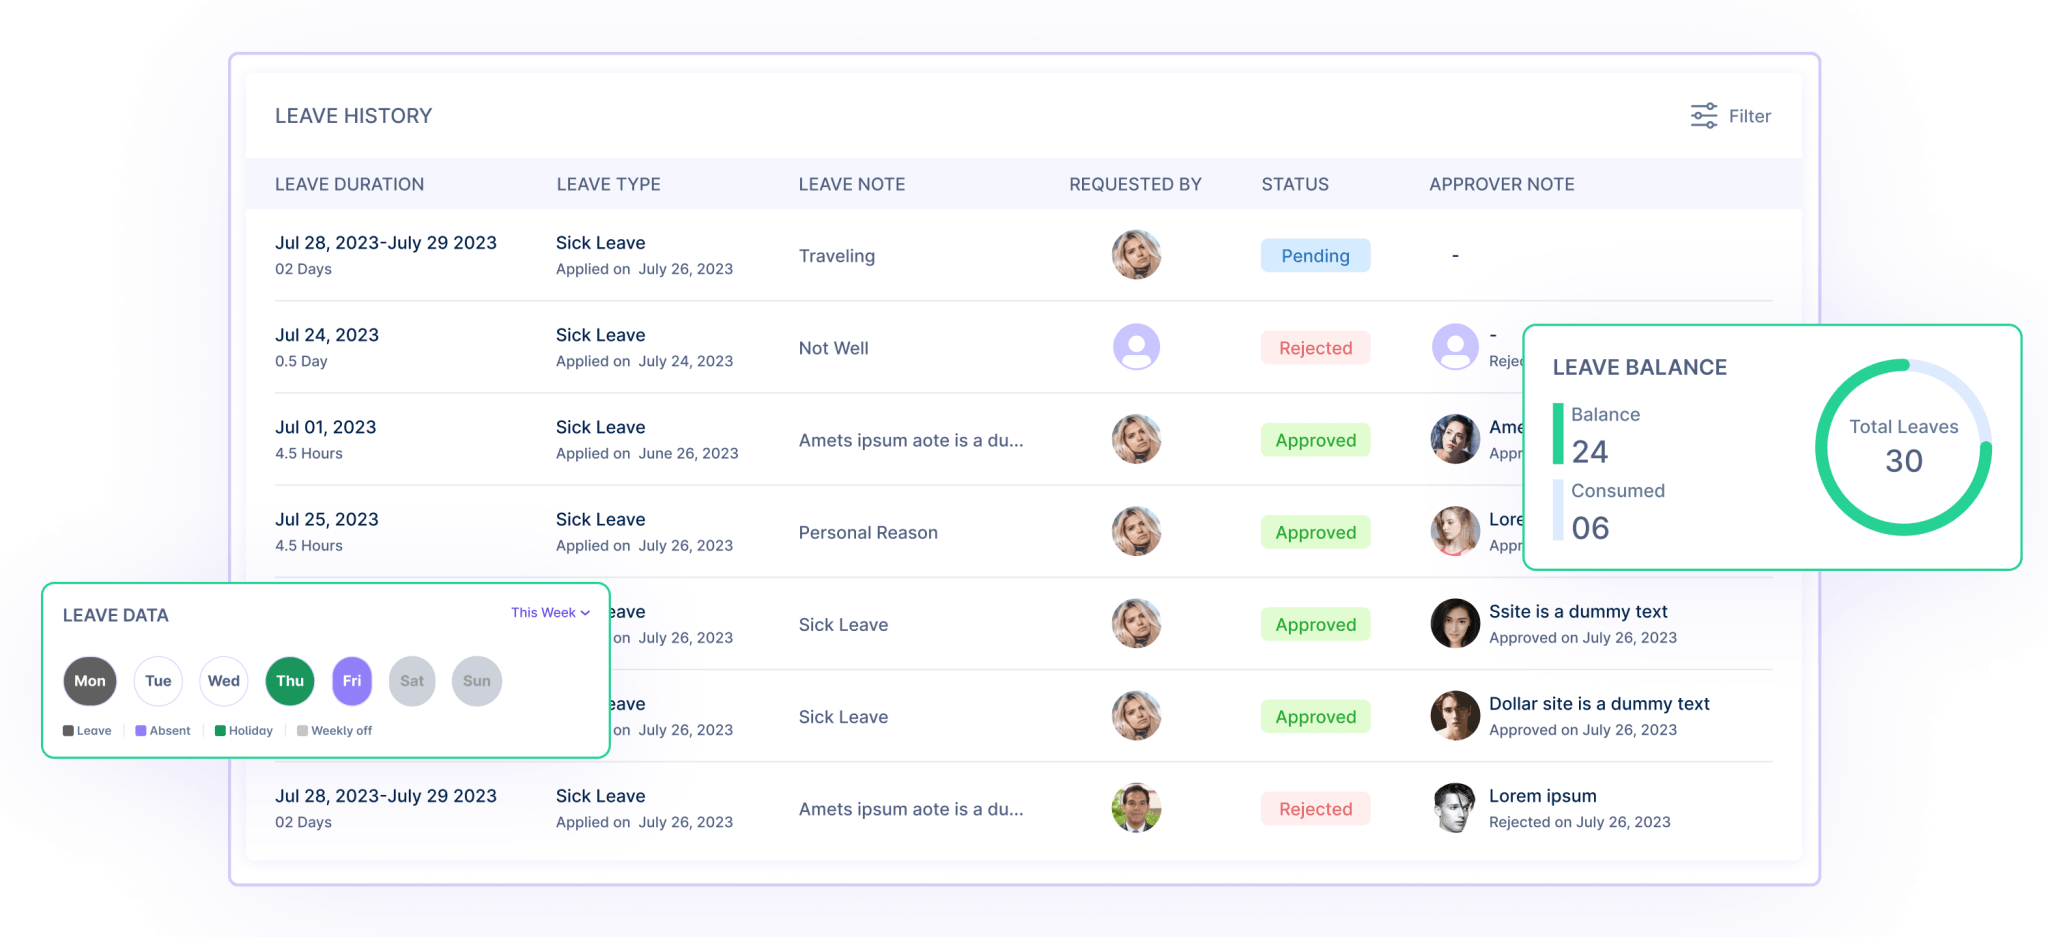 LEAVE HISTORY
Filter
LEAVE DURATION LEAVE TYPE LEAVE NOTE REQUESTED BY STATUS APPROVER NOTE
Jul 28, 2023-July 29 2023 Sick Leave
Traveling Pending -
02 Days Applied on July 26, 2023
Jul 24, 2023 Sick Leave -
Not Well Rejected
0.5 Day Applied on July 24, 2023
Jul 01, 2023 Sick Leave
Amets ipsum aote is a du... Approved
4.5 Hours Applied on June 26, 2023
Jul 25, 2023 Sick Leave
Personal Reason Approved
4.5 Hours Applied on July 26, 2023
Sick Leave Approved Ssite is a dummy text
on July 26, 2023 Approved on July 26, 2023
Sick Leave Approved Dollar site is a dummy text
on July 26, 2023 Approved on July 26, 2023
Jul 28, 2023-July 29 2023 Sick Leave Lorem ipsum
Amets ipsum aote is a du... Rejected
02 Days Applied on July 26, 2023 Rejected on July 26, 2023
LEAVE BALANCE
Balance
24
Consumed
06
Total Leaves
30
LEAVE DATA This Week
Mon Tue Wed Thu Fri Sat Sun
Leave Absent Holiday Weekly off